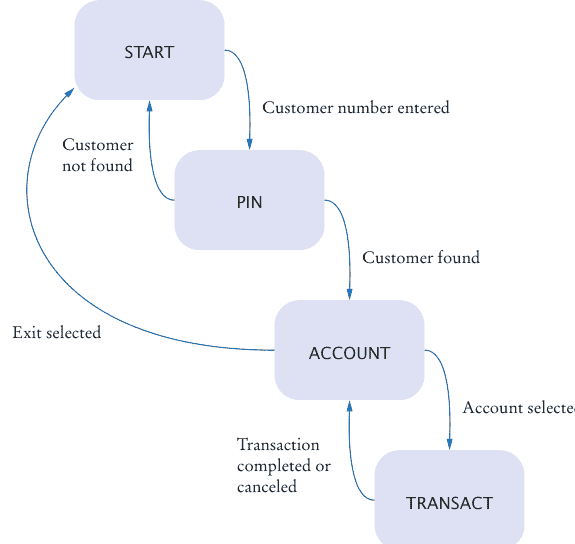 START
Customer number entered
Customer
not found
PIN
Customer found
Exit selected
ACCOUNT
Account selected
Transaction
completed or
canceled
TRANSACT